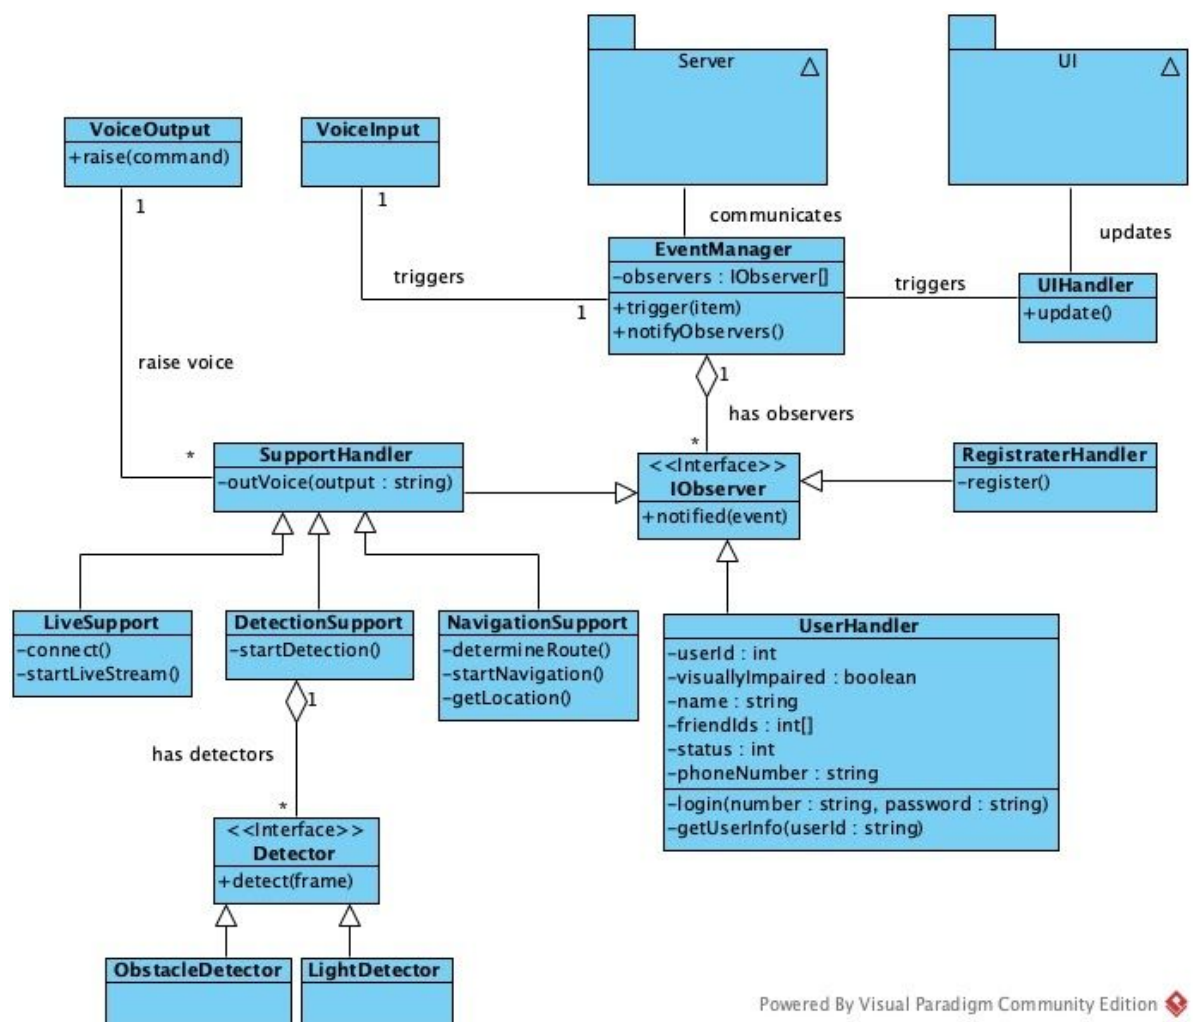 Server
UI
VoiceOutput
+raise(command)
VoiceInput
1
1
communicates
updates
EventManager
-observers : IObserver[]
+trigger(item)
+notifyObservers()
triggers
1
triggers
UIHandler
+update()
raise voice
1
has observers
*
*
SupportHandler
-outVoice(output : string)
<<Interface>>
IObserver
+notified(event)
RegistraterHandler
-register()
LiveSupport
-connect()
-startLiveStream()
DetectionSupport
-startDetection()
NavigationSupport
-determineRoute()
-startNavigation()
-getLocation()
UserHandler
-userId : int
-visuallyImpaired : boolean
-name : string
-friendIds : int[]
-status : int
-phoneNumber : string
-login(number : string, password : string)
-getUserInfo(userId : string)
1
has detectors
*
<<Interface>>
Detector
+detect(frame)
ObstacleDetector
LightDetector
Powered By Visual Paradigm Community Edition